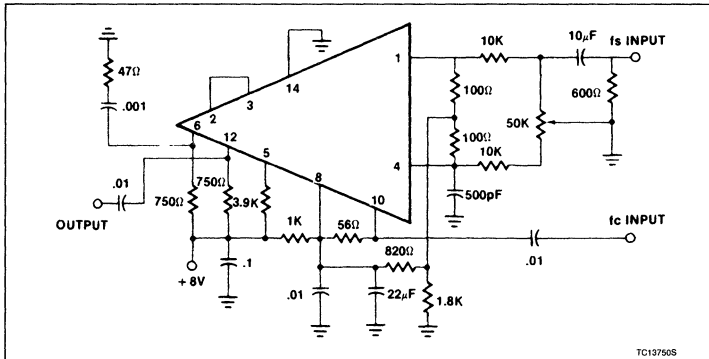 47Ω
.001
14
2
3
6
12
5
8
10
1
4
10K
10μF
fs INPUT
100Ω
100Ω
50K
600Ω
10K
500pF
.01
OUTPUT
750Ω
750Ω
3.9K
1K
56Ω
820Ω
fc INPUT
.01
+8V
.1
.01
22μF
1.8K
TC13750S